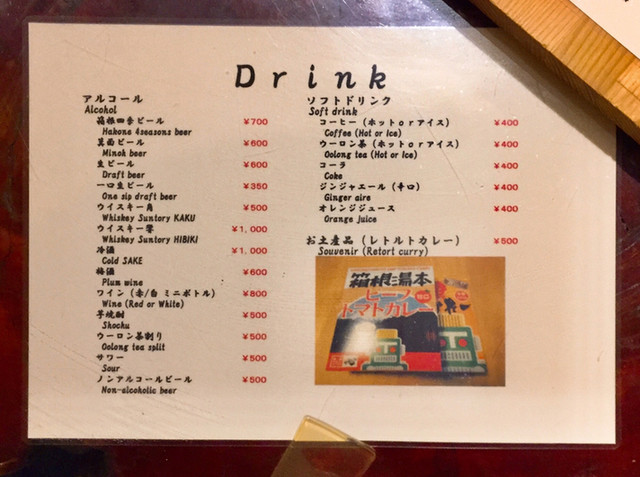 Drink
アルコール
Alcohol
箱根四季ビール ¥700
Hakone 4seasons beer
箕面ビール ¥600
Minoh beer
生ビール ¥600
Draft beer
一口生ビール ¥350
One sip draft beer
ウイスキー角 ¥500
Whiskey Suntory KAKU
ウイスキー響 ¥1,000
Whiskey Suntory HIBIKI
冷酒 ¥1,000
Cold SAKE
梅酒 ¥600
Plum wine
ワイン（赤/白 ミニボトル） ¥800
Wine (Red or White)
芋焼酎 ¥500
Shochu
ウーロン茶割り ¥500
Oolong tea split
サワー ¥500
Sour
ノンアルコールビール ¥500
Non-alcoholic beer
ソフトドリンク
Soft drink
コーヒー（ホットorアイス） ¥400
Coffee (Hot or Ice)
ウーロン茶（ホットorアイス） ¥400
Oolong tea (Hot or Ice)
コーラ ¥400
Coke
ジンジャエール（辛口） ¥400
Ginger aire
オレンジジュース ¥400
Orange juice
お土産品（レトルトカレー） ¥500
Souvenir (Retort curry)
箱根湯本
ビーフ
トマトカレー